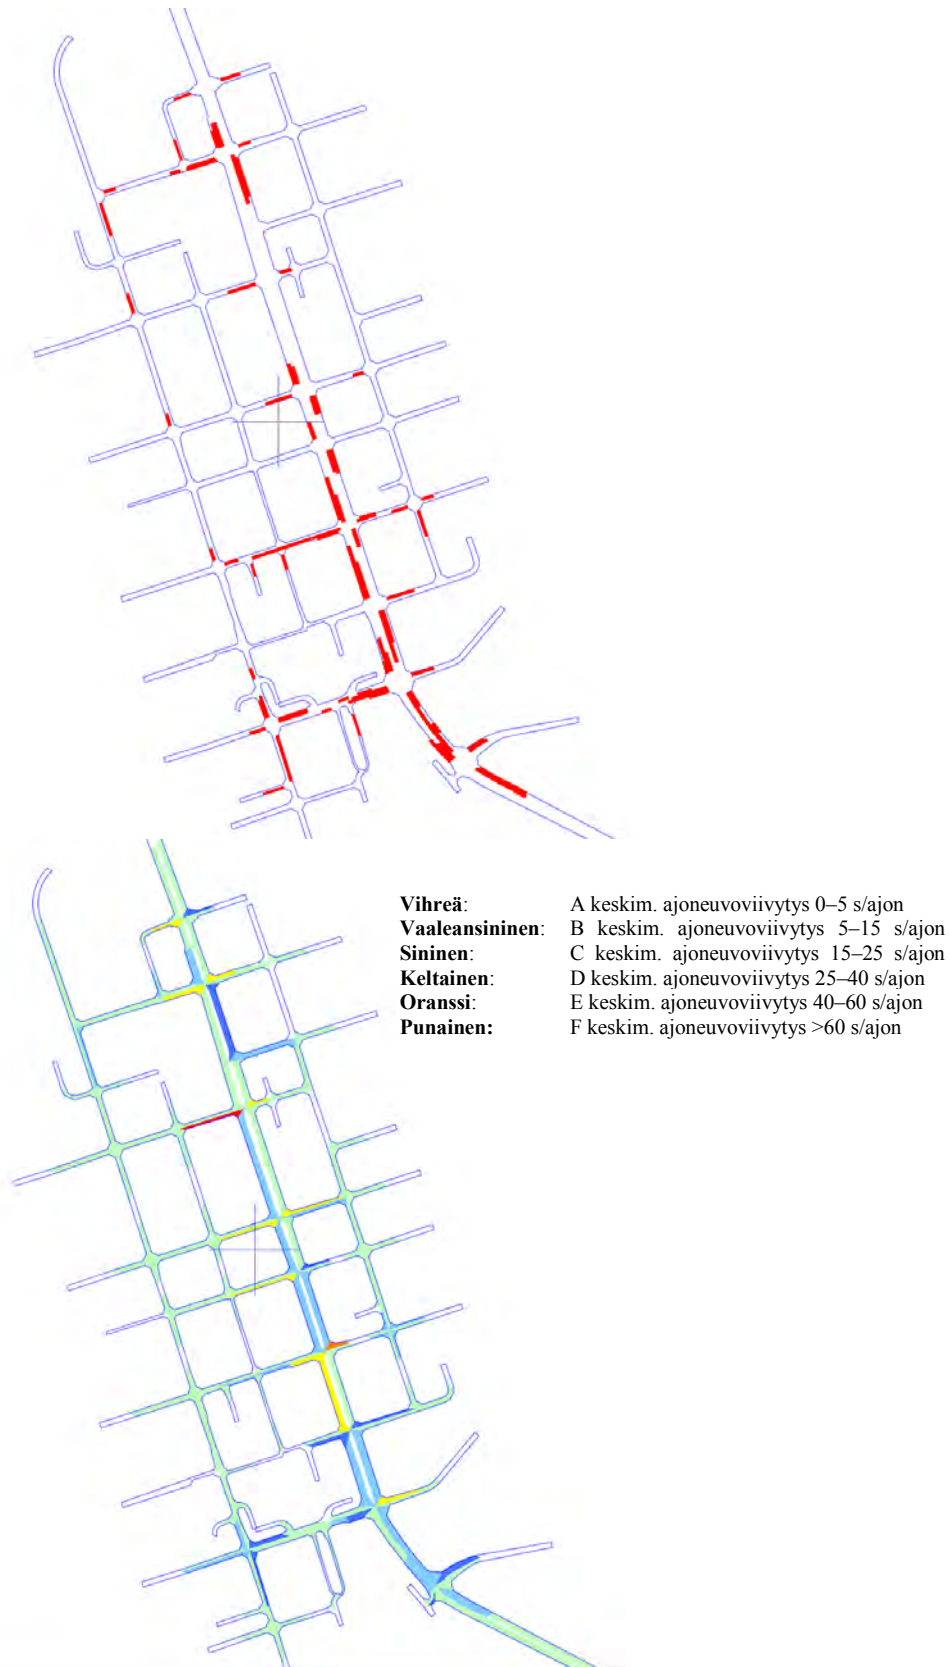 Vihreä: A keskim. ajoneuvoviivytys 0–5 s/ajon
Vaaleansininen: B keskim. ajoneuvoviivytys 5–15 s/ajon
Sininen: C keskim. ajoneuvoviivytys 15–25 s/ajon
Keltainen: D keskim. ajoneuvoviivytys 25–40 s/ajon
Oranssi: E keskim. ajoneuvoviivytys 40–60 s/ajon
Punainen: F keskim. ajoneuvoviivytys >60 s/ajon